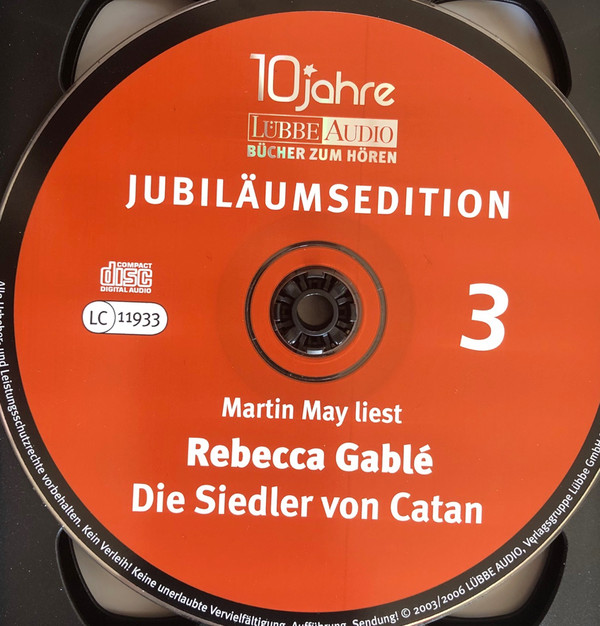 10 jahre
LÜBBE AUDIO
BÜCHER ZUM HÖREN
JUBILÄUMSEDITION
COMPACT
disc
DIGITAL AUDIO
LC 11933
3
Martin May liest
Rebecca Gablé
Die Siedler von Catan
Alle Urheber- und Leistungsschutzrechte vorbehalten. Kein Verleih! Keine unerlaubte Vervielfältigung, Aufführung, Sendung! © 2003/2006 LÜBBE AUDIO, Verlagsgruppe Lübbe GmbH